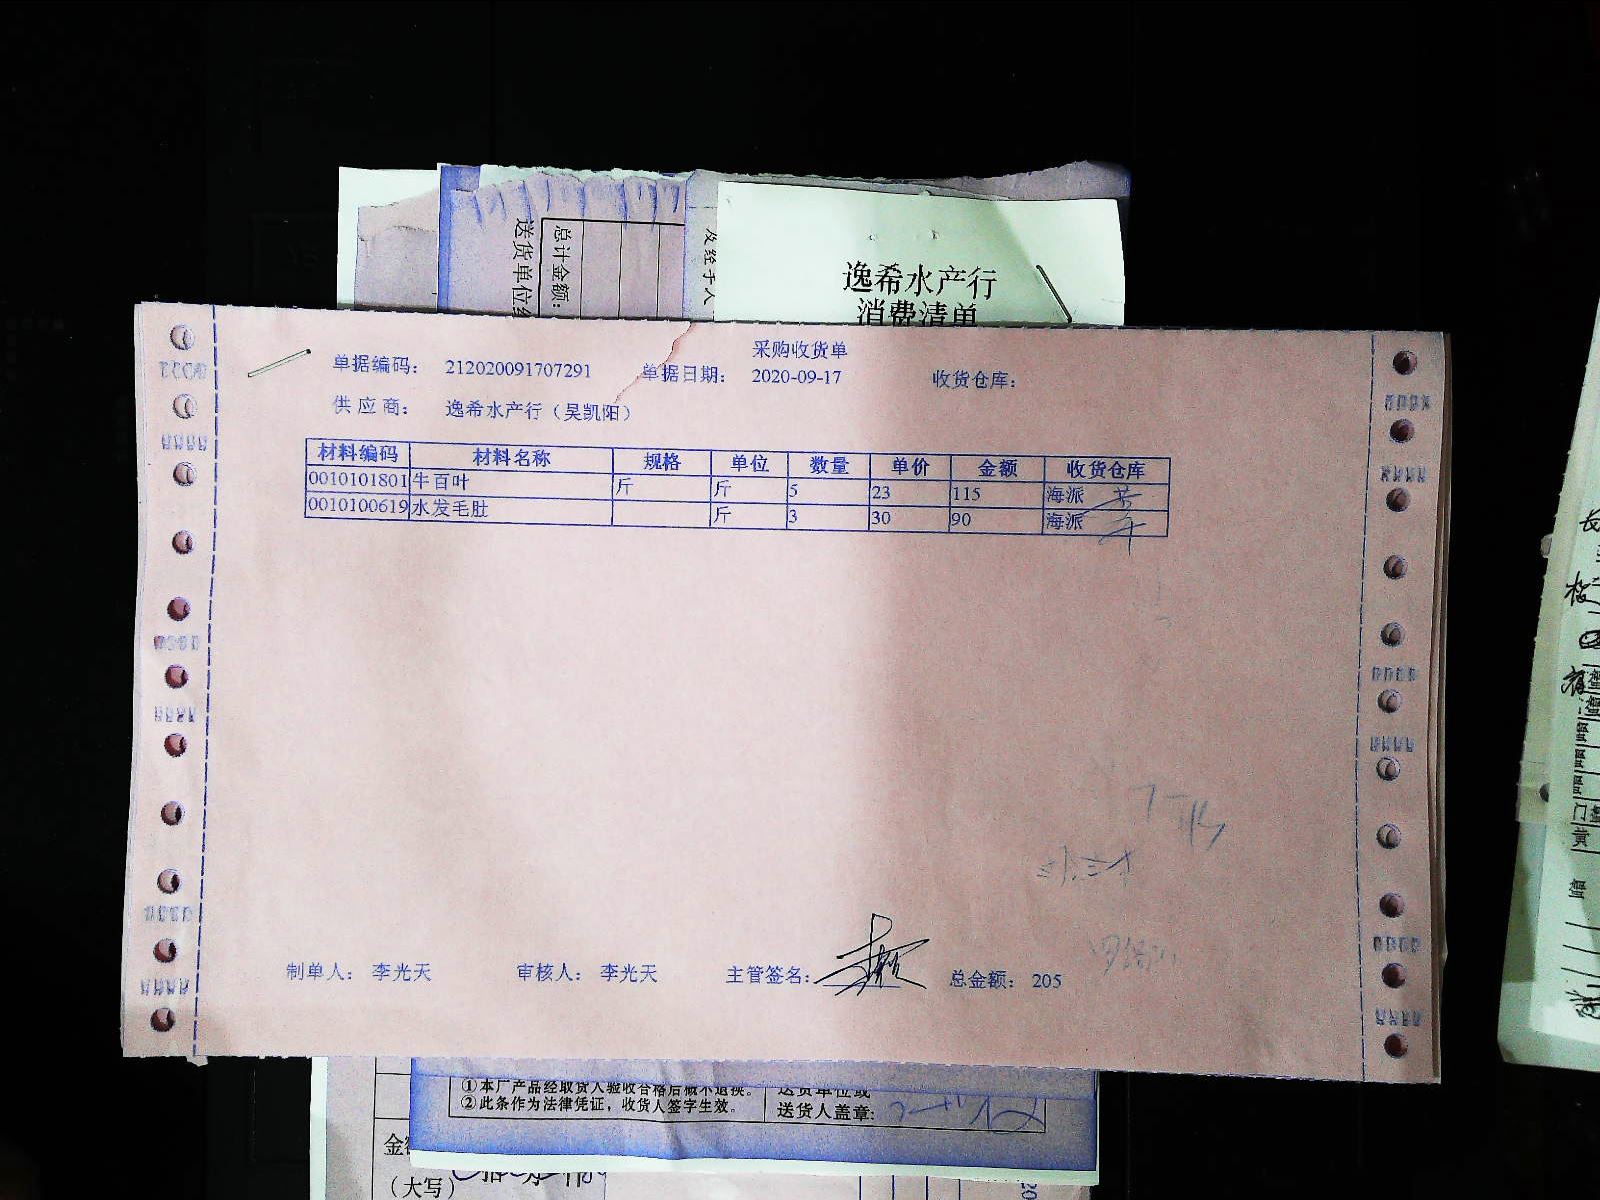 送货单位
总计金额：
及经手人
逸希水产行
消费清单
采购收货单
单据编码： 212020091707291 单据日期： 2020-09-17 收货仓库：
供应商： 逸希水产行（吴凯阳）
材料编码 材料名称 规格 单位 数量 单价 金额 收货仓库
0010101801 牛百叶 斤 斤 5 23 115 海派
0010100619 水发毛肚 斤 3 30 90 海派
制单人： 李光天 审核人： 李光天 主管签名： 总金额： 205
①本厂产品经取货人验收合格后概不退换。 送货单位或
②此条作为法律凭证，收货人签字生效。 送货人盖章：
金
（大写）